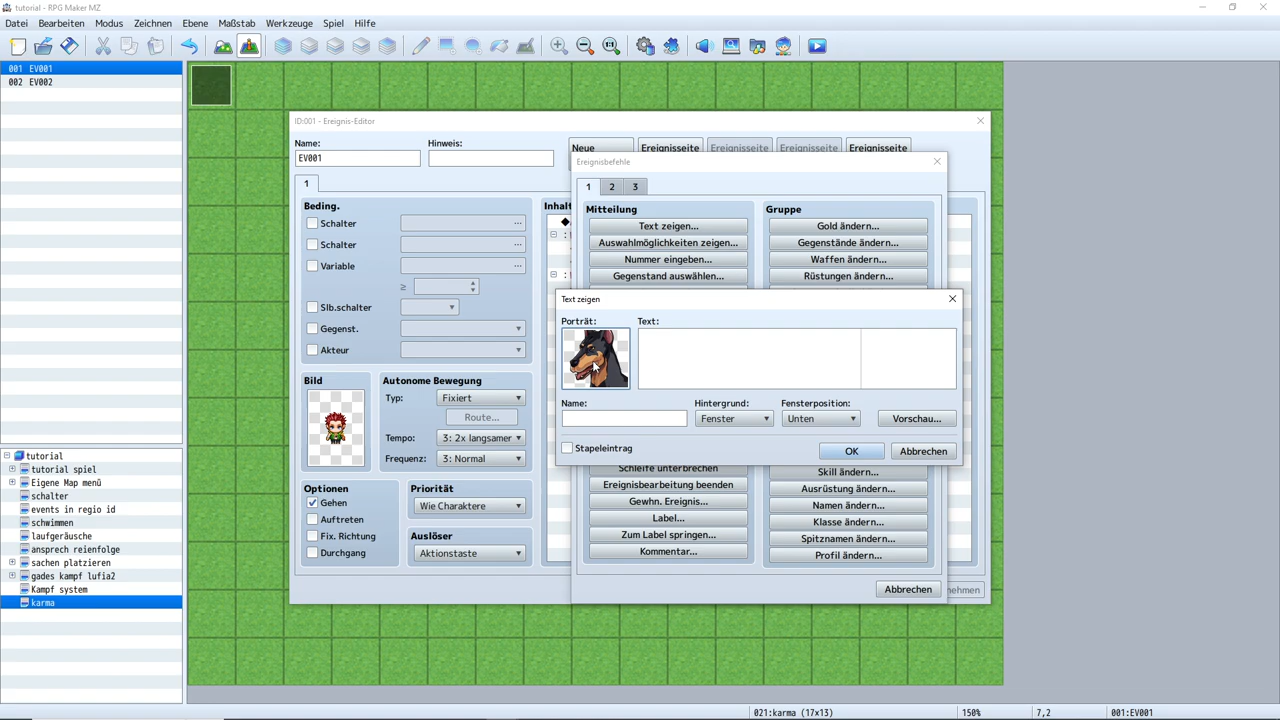 tutorial - RPG Maker MZ
Datei Bearbeiten Modus Zeichnen Ebene Maßstab Werkzeuge Spiel Hilfe
001 EV001
002 EV002
ID:001 - Ereignis-Editor
Name:
Hinweis:
EV001
Neue
Ereignisseite
Ereignisseite
Ereignisseite
Ereignisseite
1
Beding.
Schalter
Schalter
Variable
≥
Slb.schalter
Gegenst.
Akteur
Bild
Autonome Bewegung
Typ: Fixiert
Route...
Tempo: 3: 2x langsamer
Frequenz: 3: Normal
Optionen
Gehen
Auftreten
Fix. Richtung
Durchgang
Priorität
Wie Charaktere
Auslöser
Aktionstaste
Inhalt
Ereignisbefehle
1 2 3
Mitteilung
Text zeigen...
Auswahlmöglichkeiten zeigen...
Nummer eingeben...
Gegenstand auswählen...
Gruppe
Gold ändern...
Gegenstände ändern...
Waffen ändern...
Rüstungen ändern...
Text zeigen
Porträt:
Text:
Name:
Hintergrund:
Fenster
Fensterposition:
Unten
Vorschau...
Stapeleintrag
OK
Abbrechen
Schleife unterbrechen
Ereignisbearbeitung beenden
Gewhn. Ereignis...
Label...
Zum Label springen...
Kommentar...
Skill ändern...
Ausrüstung ändern...
Namen ändern...
Klasse ändern...
Spitznamen ändern...
Profil ändern...
Abbrechen
nehmen
tutorial
tutorial spiel
Eigene Map menü
schalter
events in regio id
schwimmen
laufgeräusche
ansprech reienfolge
sachen platzieren
gades kampf lufia2
Kampf system
karma
021:karma (17x13)
150%
7,2
001:EV001